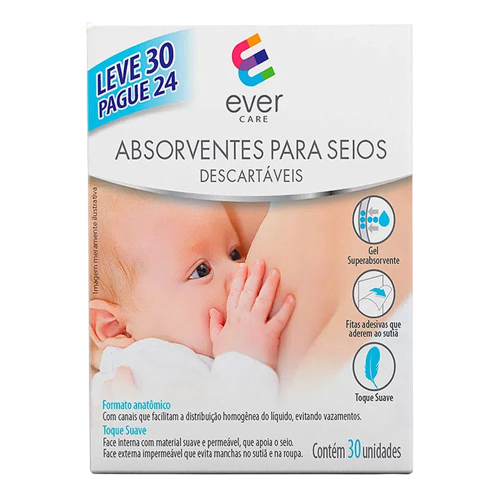 LEVE 30
PAGUE 24
ever
CARE
ABSORVENTES PARA SEIOS
DESCARTÁVEIS
Imagem meramente ilustrativa
Gel
Superabsorvente
Fitas adesivas que
aderem ao sutiã
Toque Suave
Formato anatômico
Com canais que facilitam a distribuição homogênea do líquido, evitando vazamentos.
Toque Suave
Face interna com material suave e permeável, que apoia o seio.
Face externa impermeável que evita manchas no sutiã e na roupa.
Contém 30 unidades